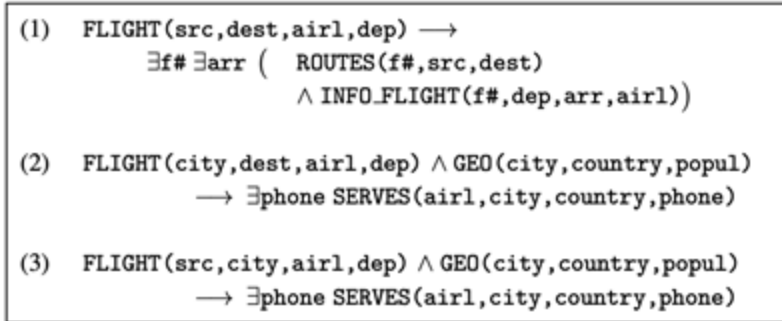 (1) FLIGHT(src,dest,airl,dep) ⟶
∃f# ∃arr ( ROUTES(f#,src,dest)
∧ INFO_FLIGHT(f#,dep,arr,airl))
(2) FLIGHT(city,dest,airl,dep) ∧ GEO(city,country,popul)
⟶ ∃phone SERVES(airl,city,country,phone)
(3) FLIGHT(src,city,airl,dep) ∧ GEO(city,country,popul)
⟶ ∃phone SERVES(airl,city,country,phone)